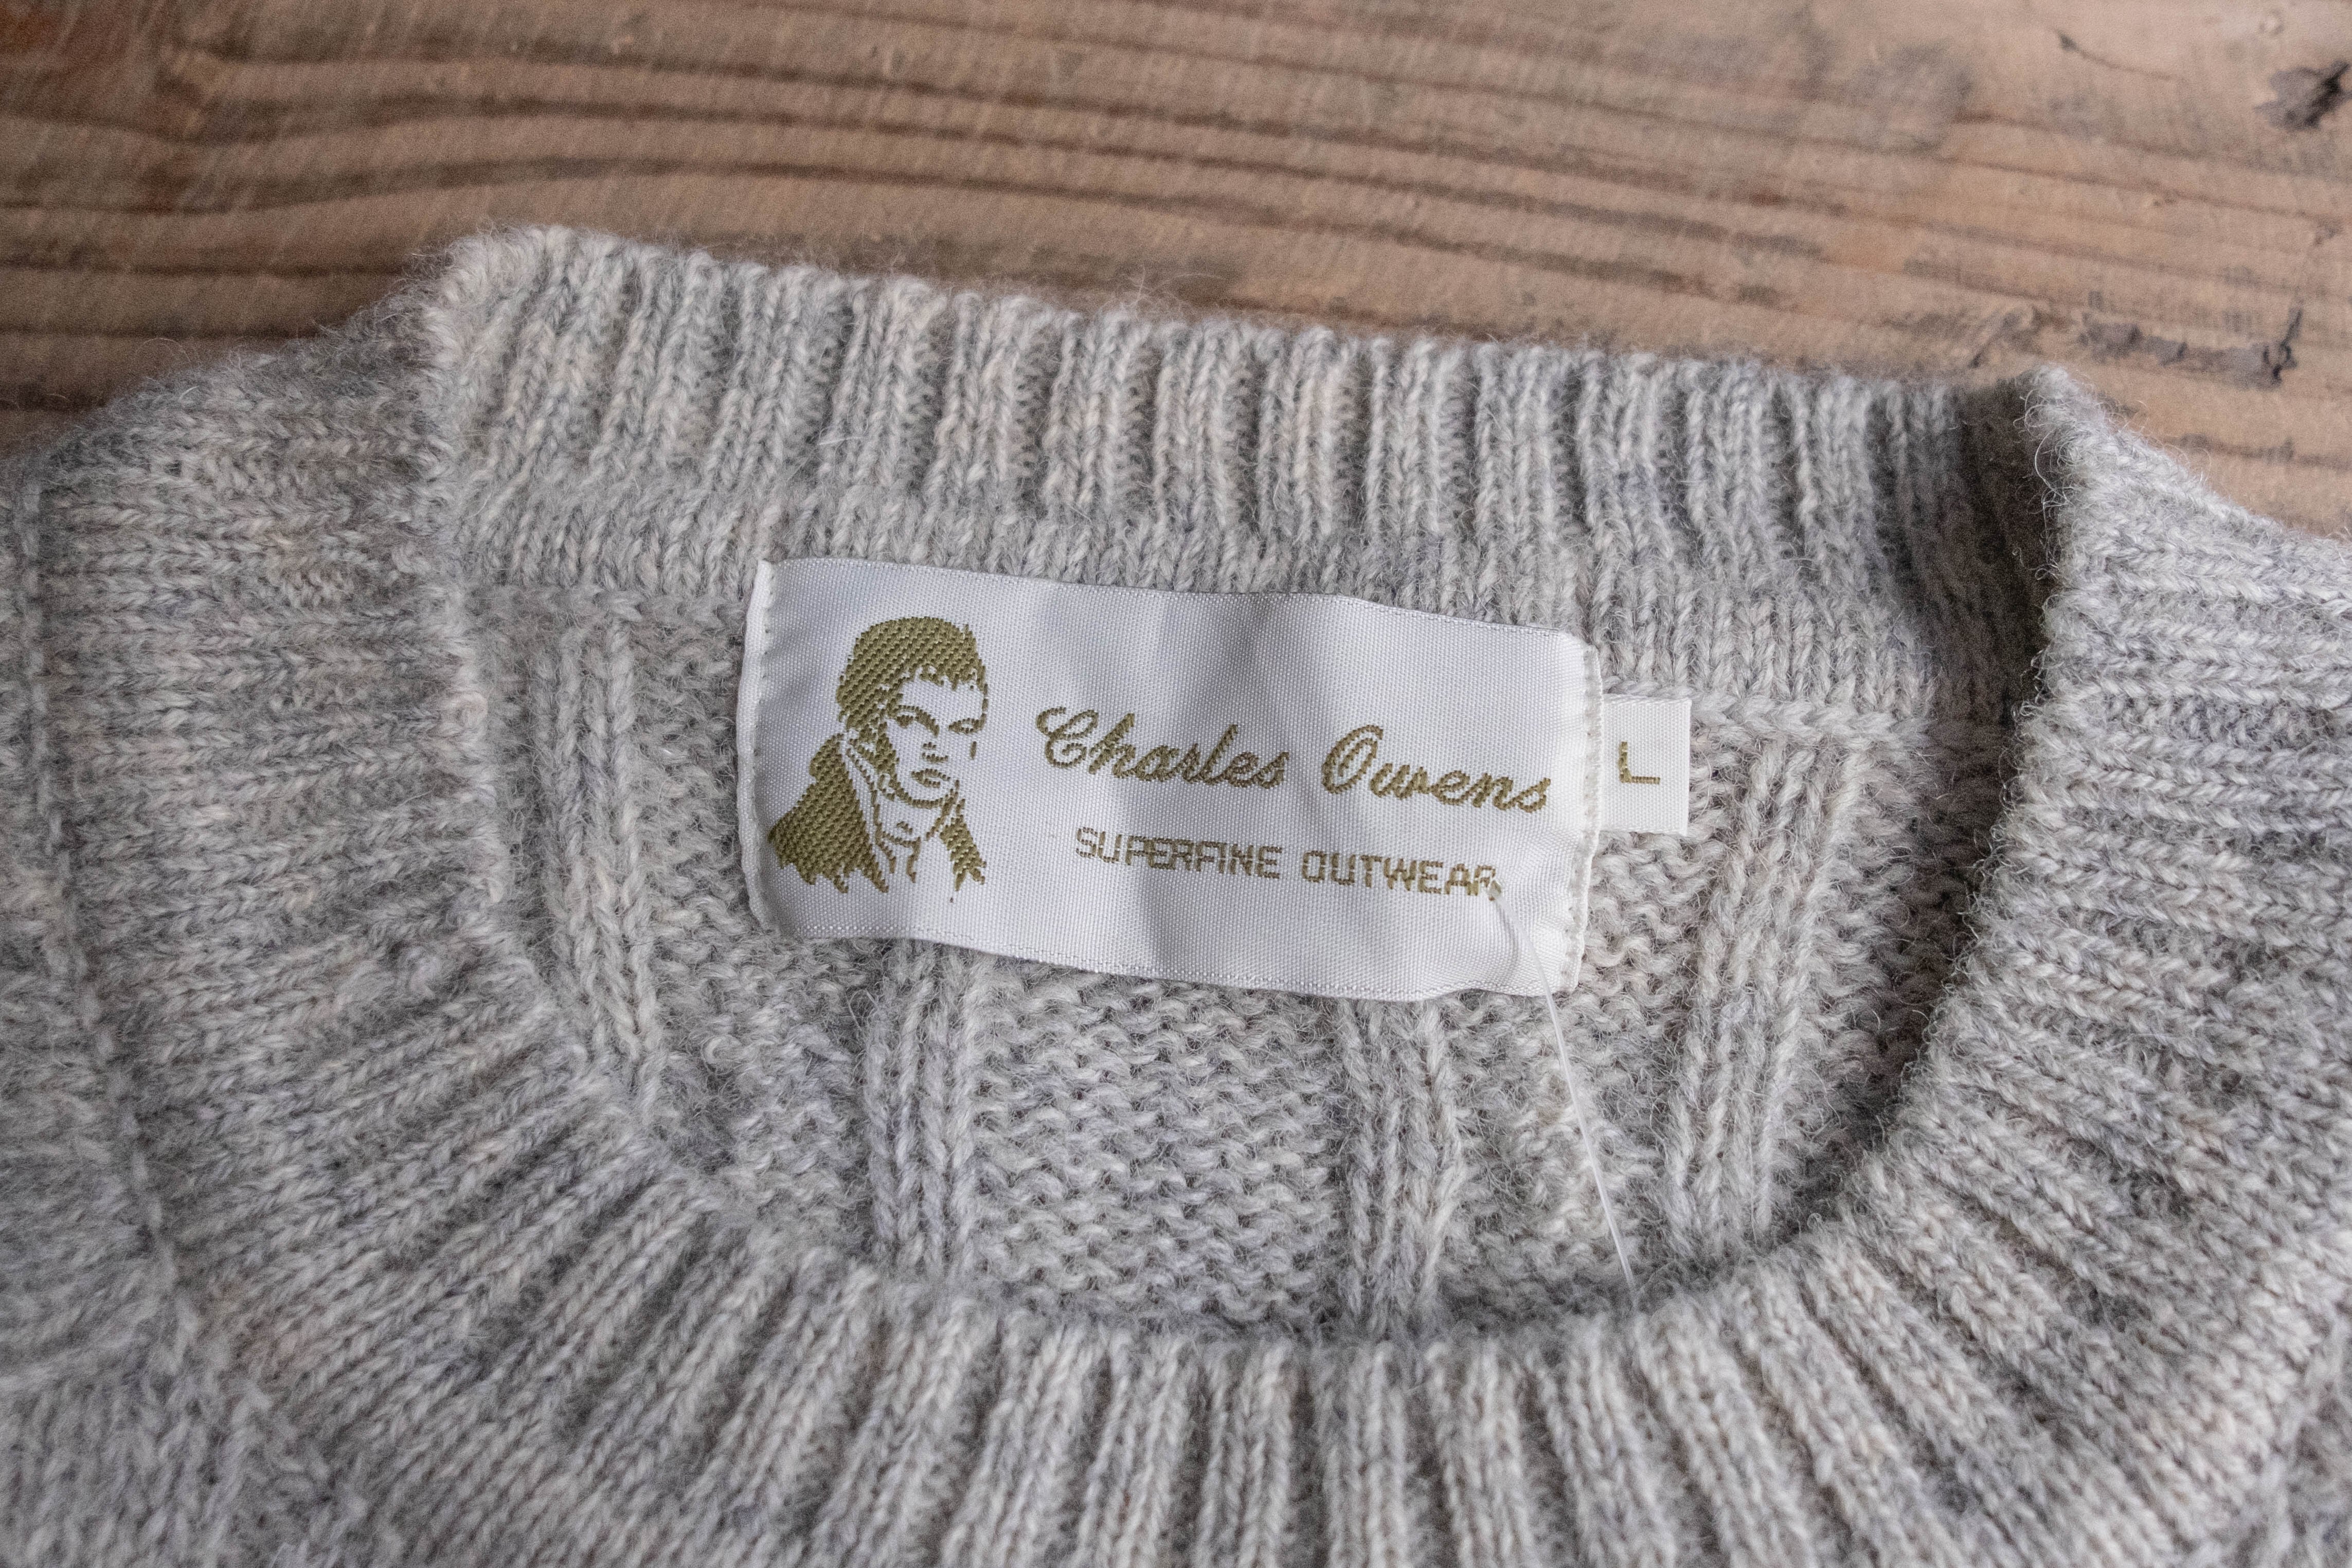 Charles Owens
SUPERFINE OUTWEAR
L